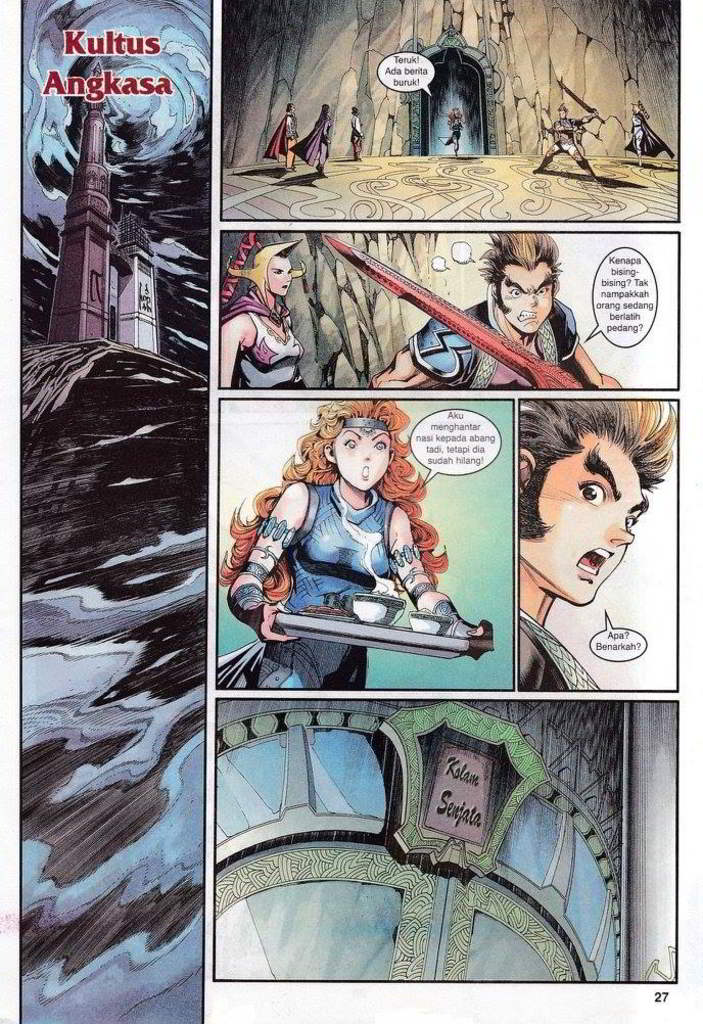 Kultus
Angkasa
Teruk!
Ada berita
buruk!
Kenapa
bising-
bising? Tak
nampakkah
orang sedang
berlatih
pedang?
Aku
menghantar
nasi kepada abang
tadi, tetapi dia
sudah hilang!
Apa?
Benarkah?
Kolam
Senjata
27